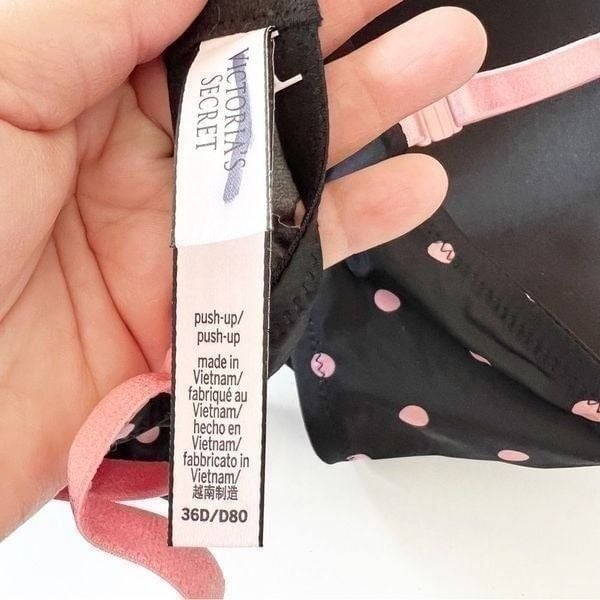 VICTORIA'S
SECRET
push-up/
push-up
made in
Vietnam/
fabriqué au
Vietnam/
hecho en
Vietnam/
fabbricato in
Vietnam/
越南制造
36D/D80